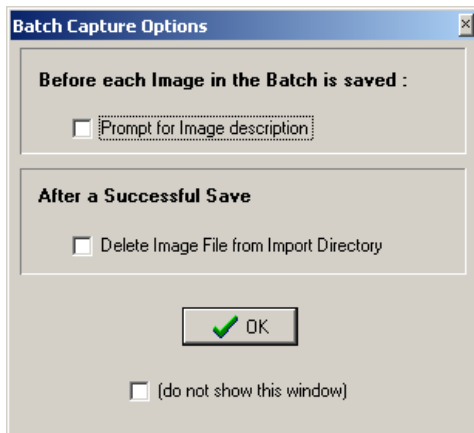 Batch Capture Options
Before each Image in the Batch is saved :
Prompt for Image description
After a Successful Save
Delete Image File from Import Directory
OK
(do not show this window)